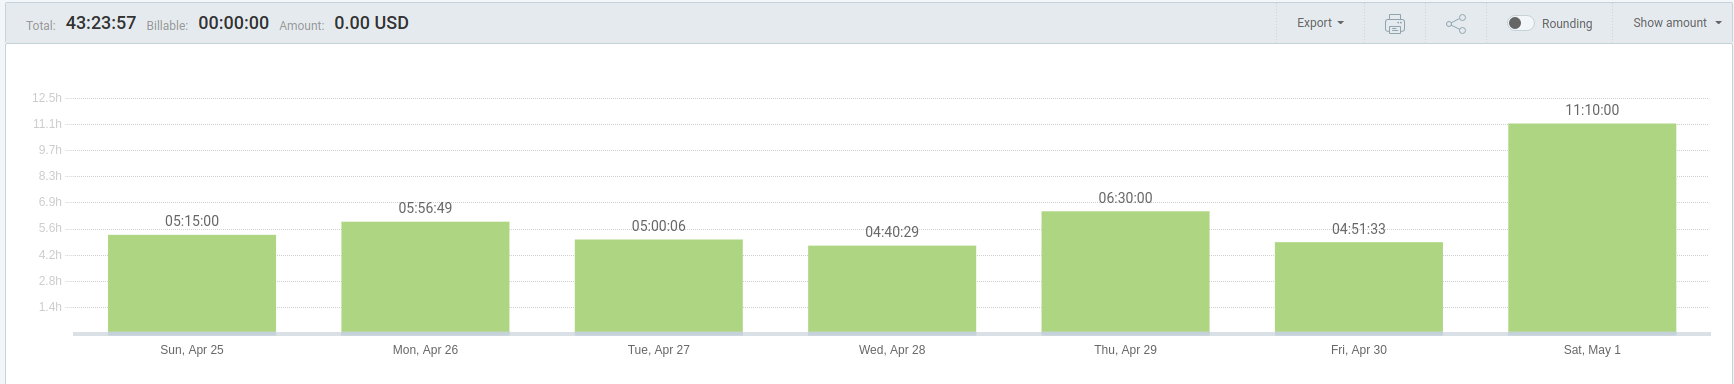 Total: 43:23:57 Billable: 00:00:00 Amount: 0.00 USD Export Rounding Show amount
12.5h
11:10:00
11.1h
9.7h
8.3h
6.9h
06:30:00
05:56:49
05:15:00
5.6h
05:00:06
04:51:33
04:40:29
4.2h
2.8h
1.4h
Sun, Apr 25 Mon, Apr 26 Tue, Apr 27 Wed, Apr 28 Thu, Apr 29 Fri, Apr 30 Sat, May 1